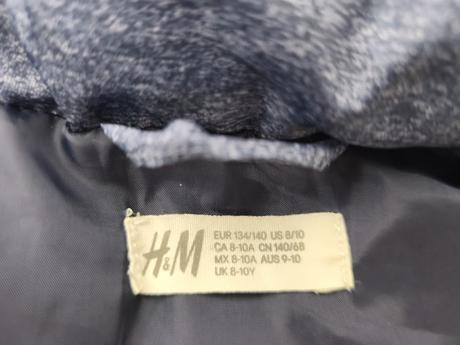 H&M
EUR 134/140 US 8/10
CA 8-10A CN 140/68
MX 8-10A AUS 9-10
UK 8-10Y